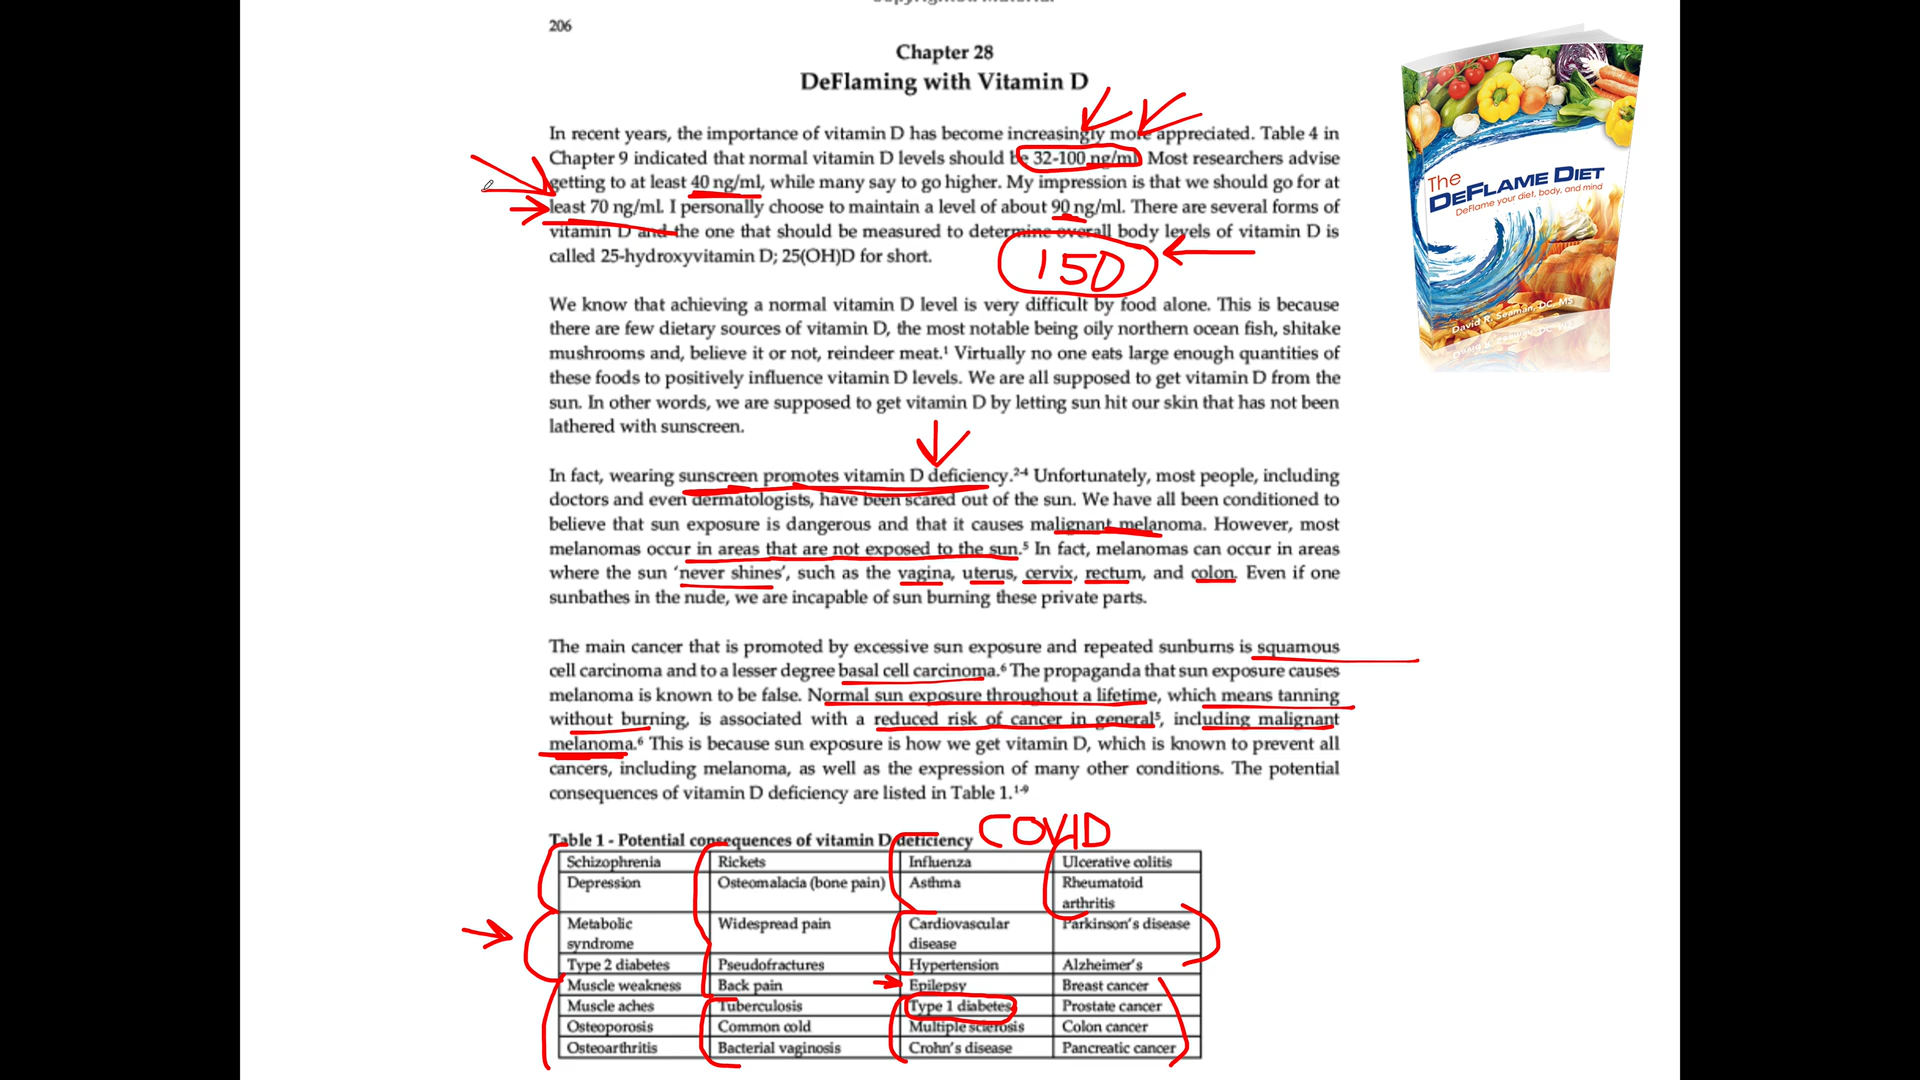 206
Chapter 28
DeFlaming with Vitamin D
In recent years, the importance of vitamin D has become increasingly more appreciated. Table 4 in
Chapter 9 indicated that normal vitamin D levels should be 32-100 ng/ml. Most researchers advise
getting to at least 40 ng/ml, while many say to go higher. My impression is that we should go for at
least 70 ng/ml. I personally choose to maintain a level of about 90 ng/ml. There are several forms of
vitamin D and the one that should be measured to determine overall body levels of vitamin D is
called 25-hydroxyvitamin D; 25(OH)D for short.
150
We know that achieving a normal vitamin D level is very difficult by food alone. This is because
there are few dietary sources of vitamin D, the most notable being oily northern ocean fish, shitake
mushrooms and, believe it or not, reindeer meat.¹ Virtually no one eats large enough quantities of
these foods to positively influence vitamin D levels. We are all supposed to get vitamin D from the
sun. In other words, we are supposed to get vitamin D by letting sun hit our skin that has not been
lathered with sunscreen.
In fact, wearing sunscreen promotes vitamin D deficiency.²⁻⁴ Unfortunately, most people, including
doctors and even dermatologists, have been scared out of the sun. We have all been conditioned to
believe that sun exposure is dangerous and that it causes malignant melanoma. However, most
melanomas occur in areas that are not exposed to the sun.⁵ In fact, melanomas can occur in areas
where the sun ‘never shines’, such as the vagina, uterus, cervix, rectum, and colon. Even if one
sunbathes in the nude, we are incapable of sun burning these private parts.
The main cancer that is promoted by excessive sun exposure and repeated sunburns is squamous
cell carcinoma and to a lesser degree basal cell carcinoma.⁶ The propaganda that sun exposure causes
melanoma is known to be false. Normal sun exposure throughout a lifetime, which means tanning
without burning, is associated with a reduced risk of cancer in general⁵, including malignant
melanoma.⁶ This is because sun exposure is how we get vitamin D, which is known to prevent all
cancers, including melanoma, as well as the expression of many other conditions. The potential
consequences of vitamin D deficiency are listed in Table 1.¹⁻⁹
COVID
Table 1 - Potential consequences of vitamin D deficiency
Schizophrenia Rickets Influenza Ulcerative colitis
Depression Osteomalacia (bone pain) Asthma Rheumatoid
arthritis
Metabolic Widespread pain Cardiovascular Parkinson's disease
syndrome disease
Type 2 diabetes Pseudofractures Hypertension Alzheimer's
Muscle weakness Back pain Epilepsy Breast cancer
Muscle aches Tuberculosis Type 1 diabetes Prostate cancer
Osteoporosis Common cold Multiple sclerosis Colon cancer
Osteoarthritis Bacterial vaginosis Crohn's disease Pancreatic cancer
The
DEFLAME DIET
DeFlame your diet, body, and mind
David R. Seaman, DC, MS